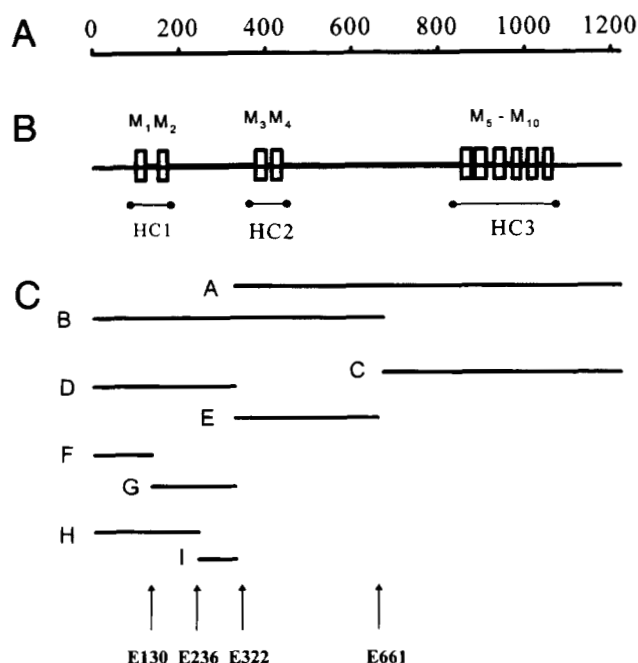 A 0 200 400 600 800 1000 1200
B M₁M₂ M₃M₄ M₅ - M₁₀
HC1 HC2 HC3
C A
B
C
D
E
F
G
H
I
E130 E236 E322 E661